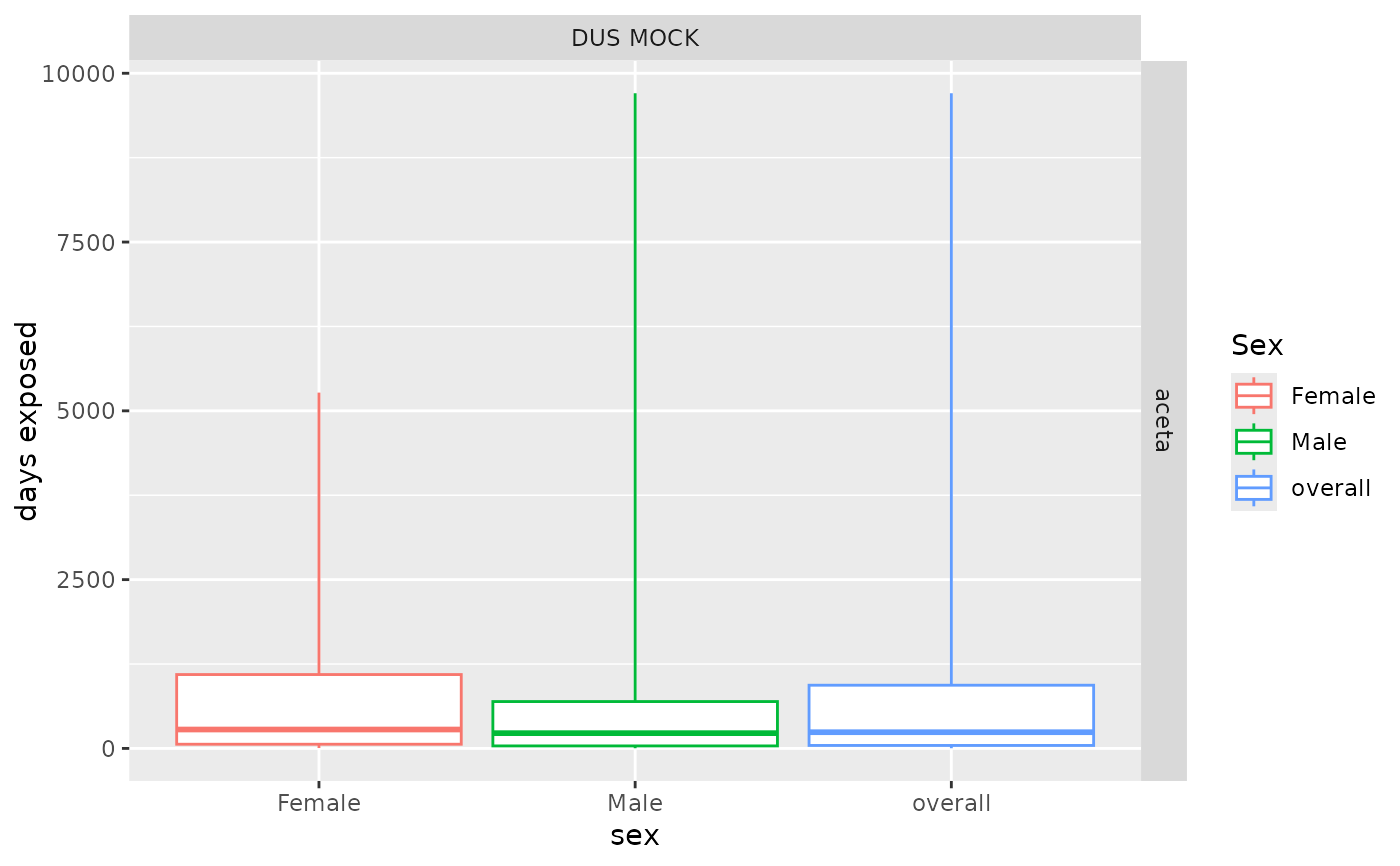 DUS MOCK
10000
7500
5000
2500
0
days exposed
Female
Male
overall
sex
aceta
Sex
Female
Male
overall